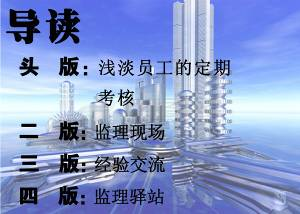 导读
头 版：浅淡员工的定期
考核
二 版：监理现场
三 版：经验交流
四 版：监理驿站